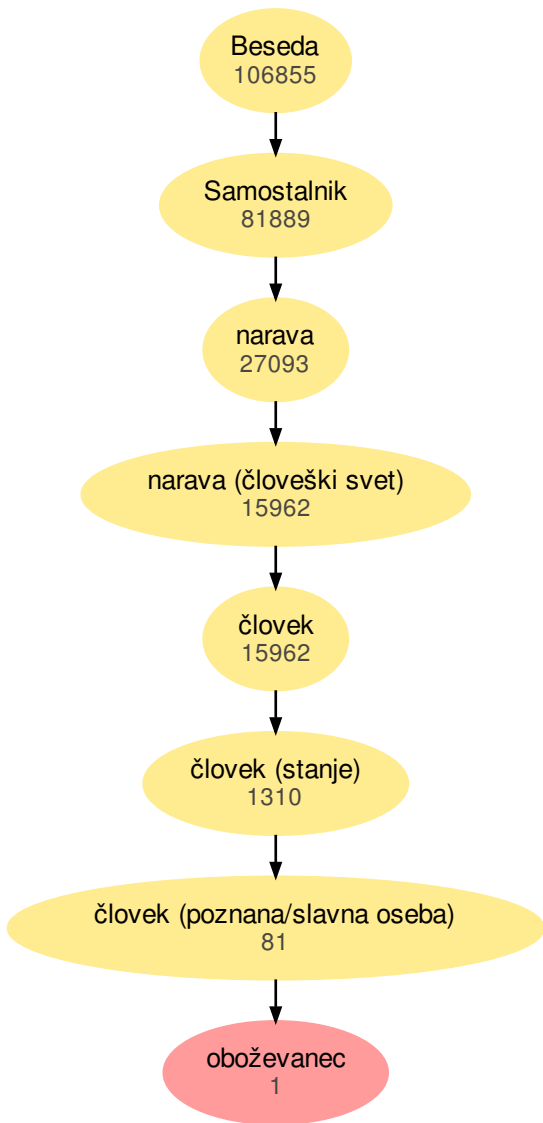 Beseda
106855
Samostalnik
81889
narava
27093
narava (človeški svet)
15962
človek
15962
človek (stanje)
1310
človek (poznana/slavna oseba)
81
oboževanec
1